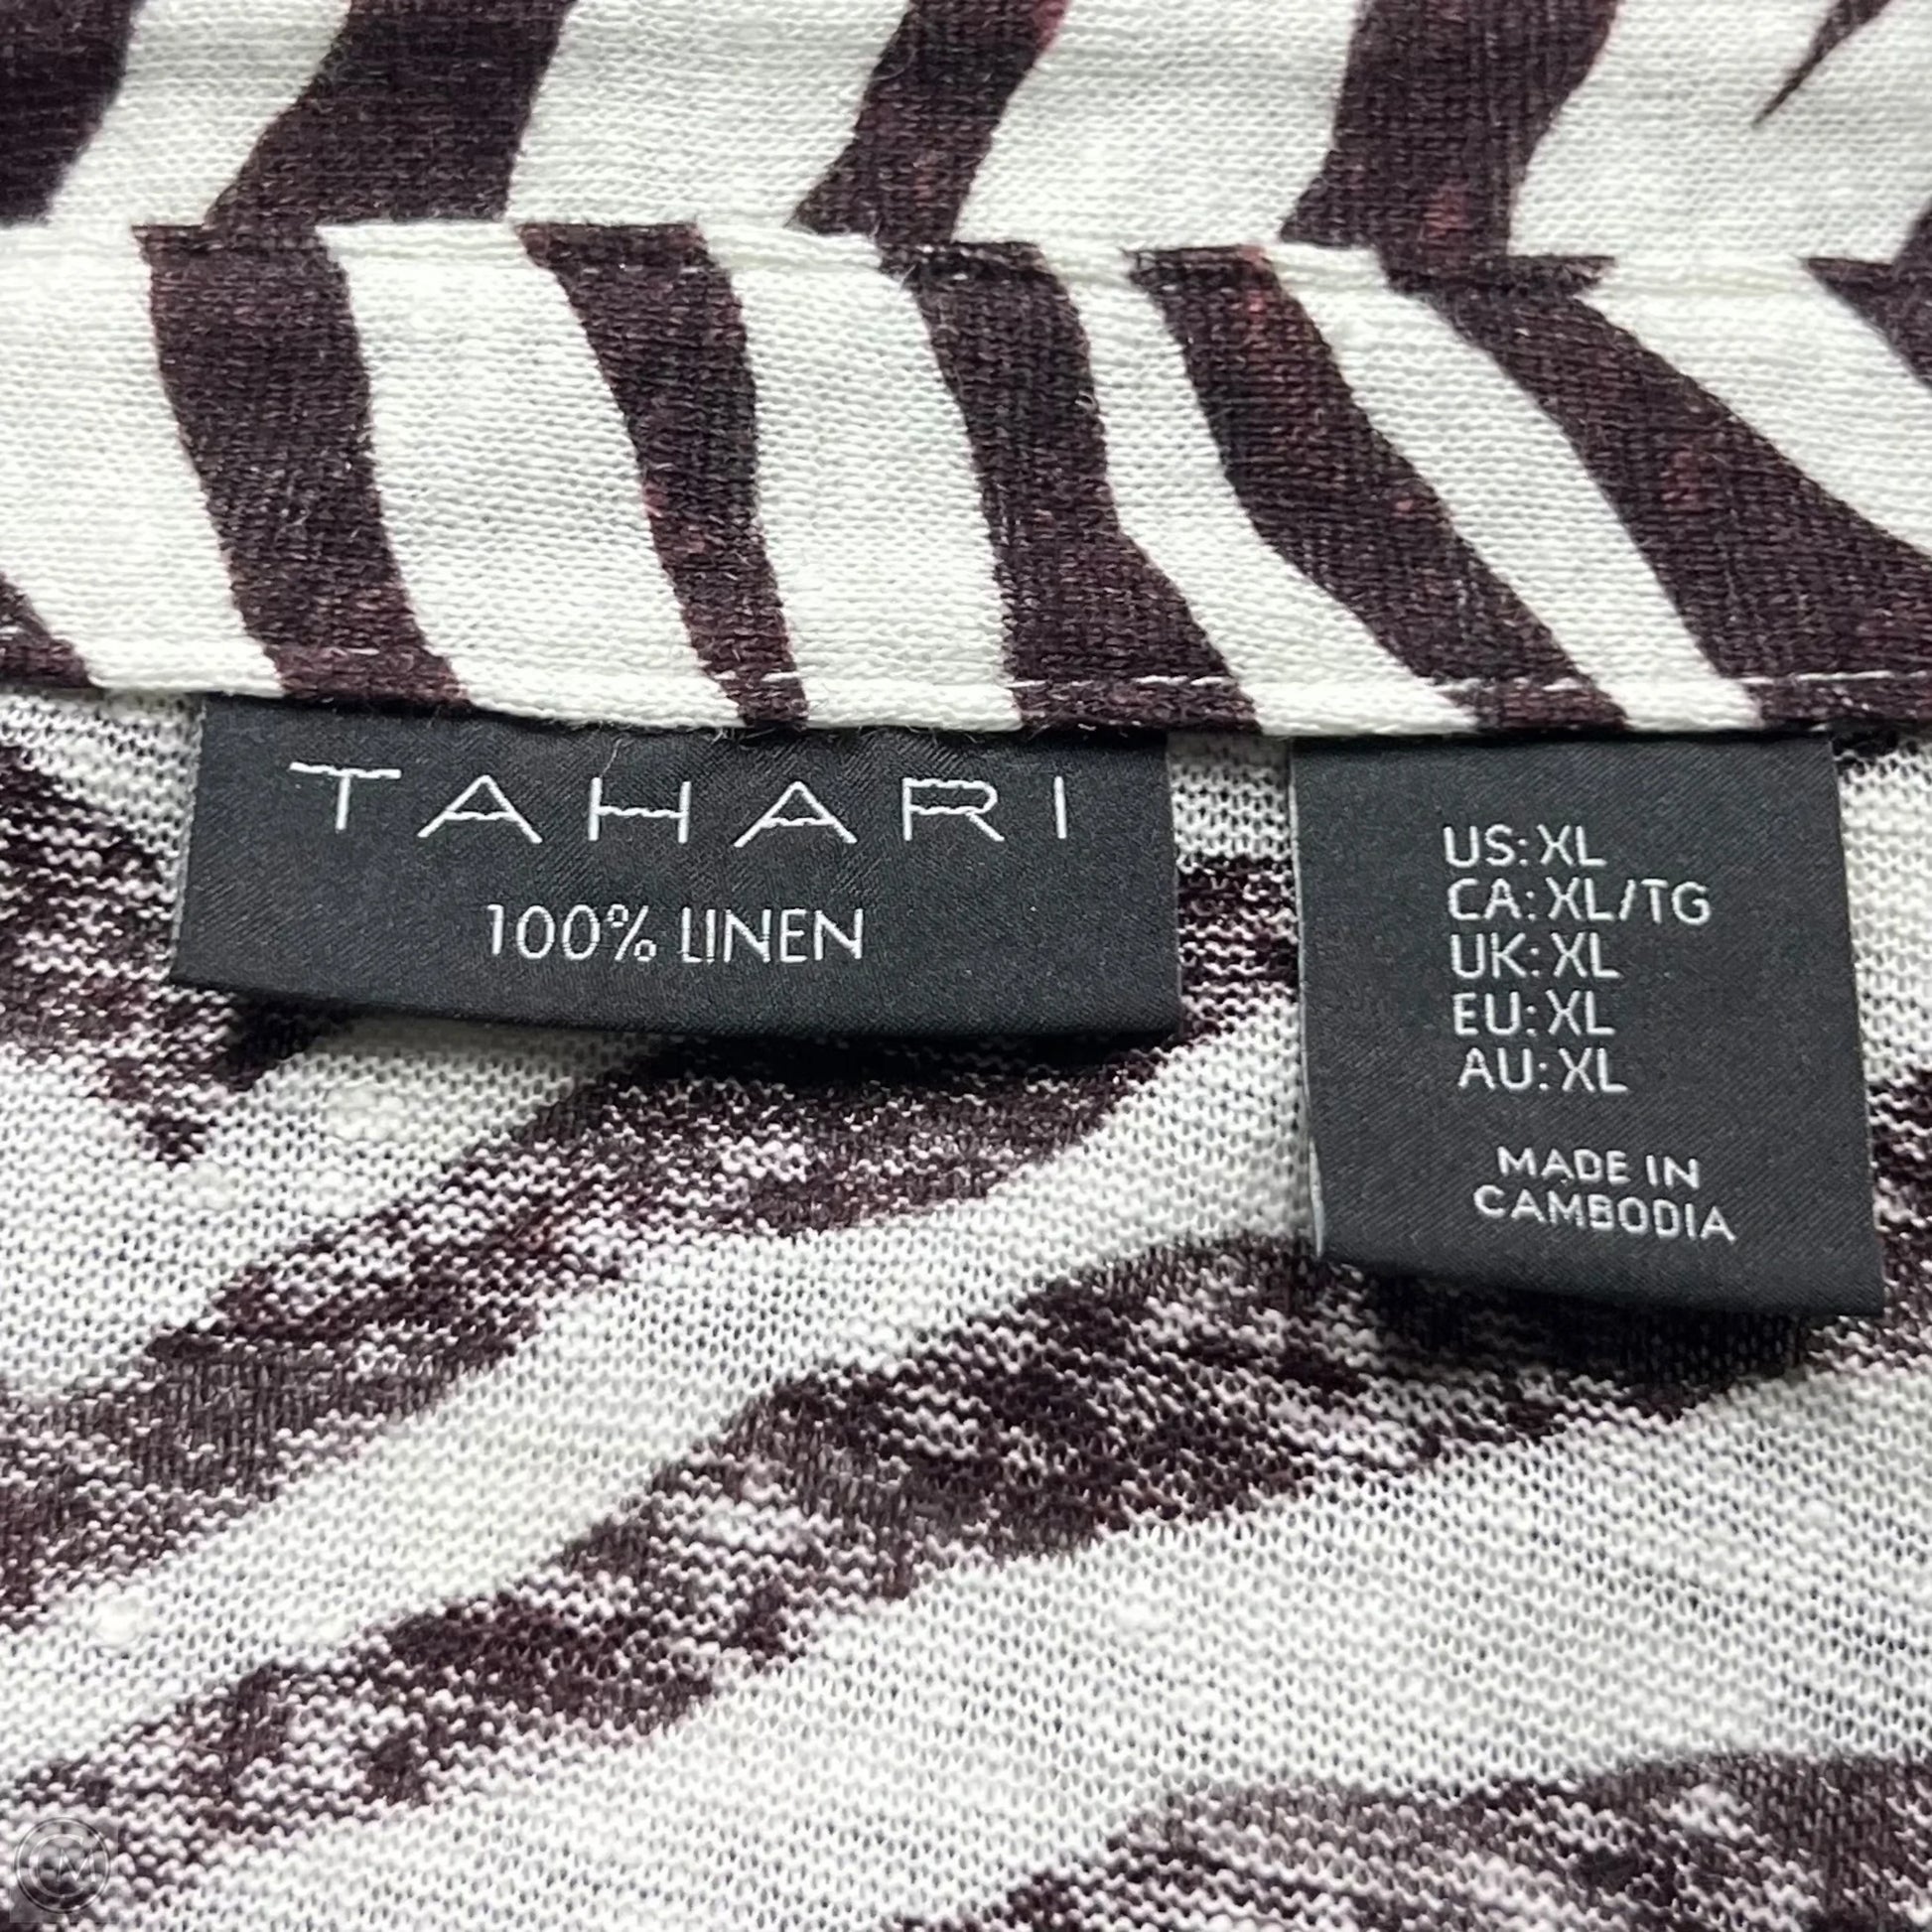 TAHARI
100% LINEN
US: XL
CA: XL/TG
UK: XL
EU: XL
AU: XL
MADE IN
CAMBODIA